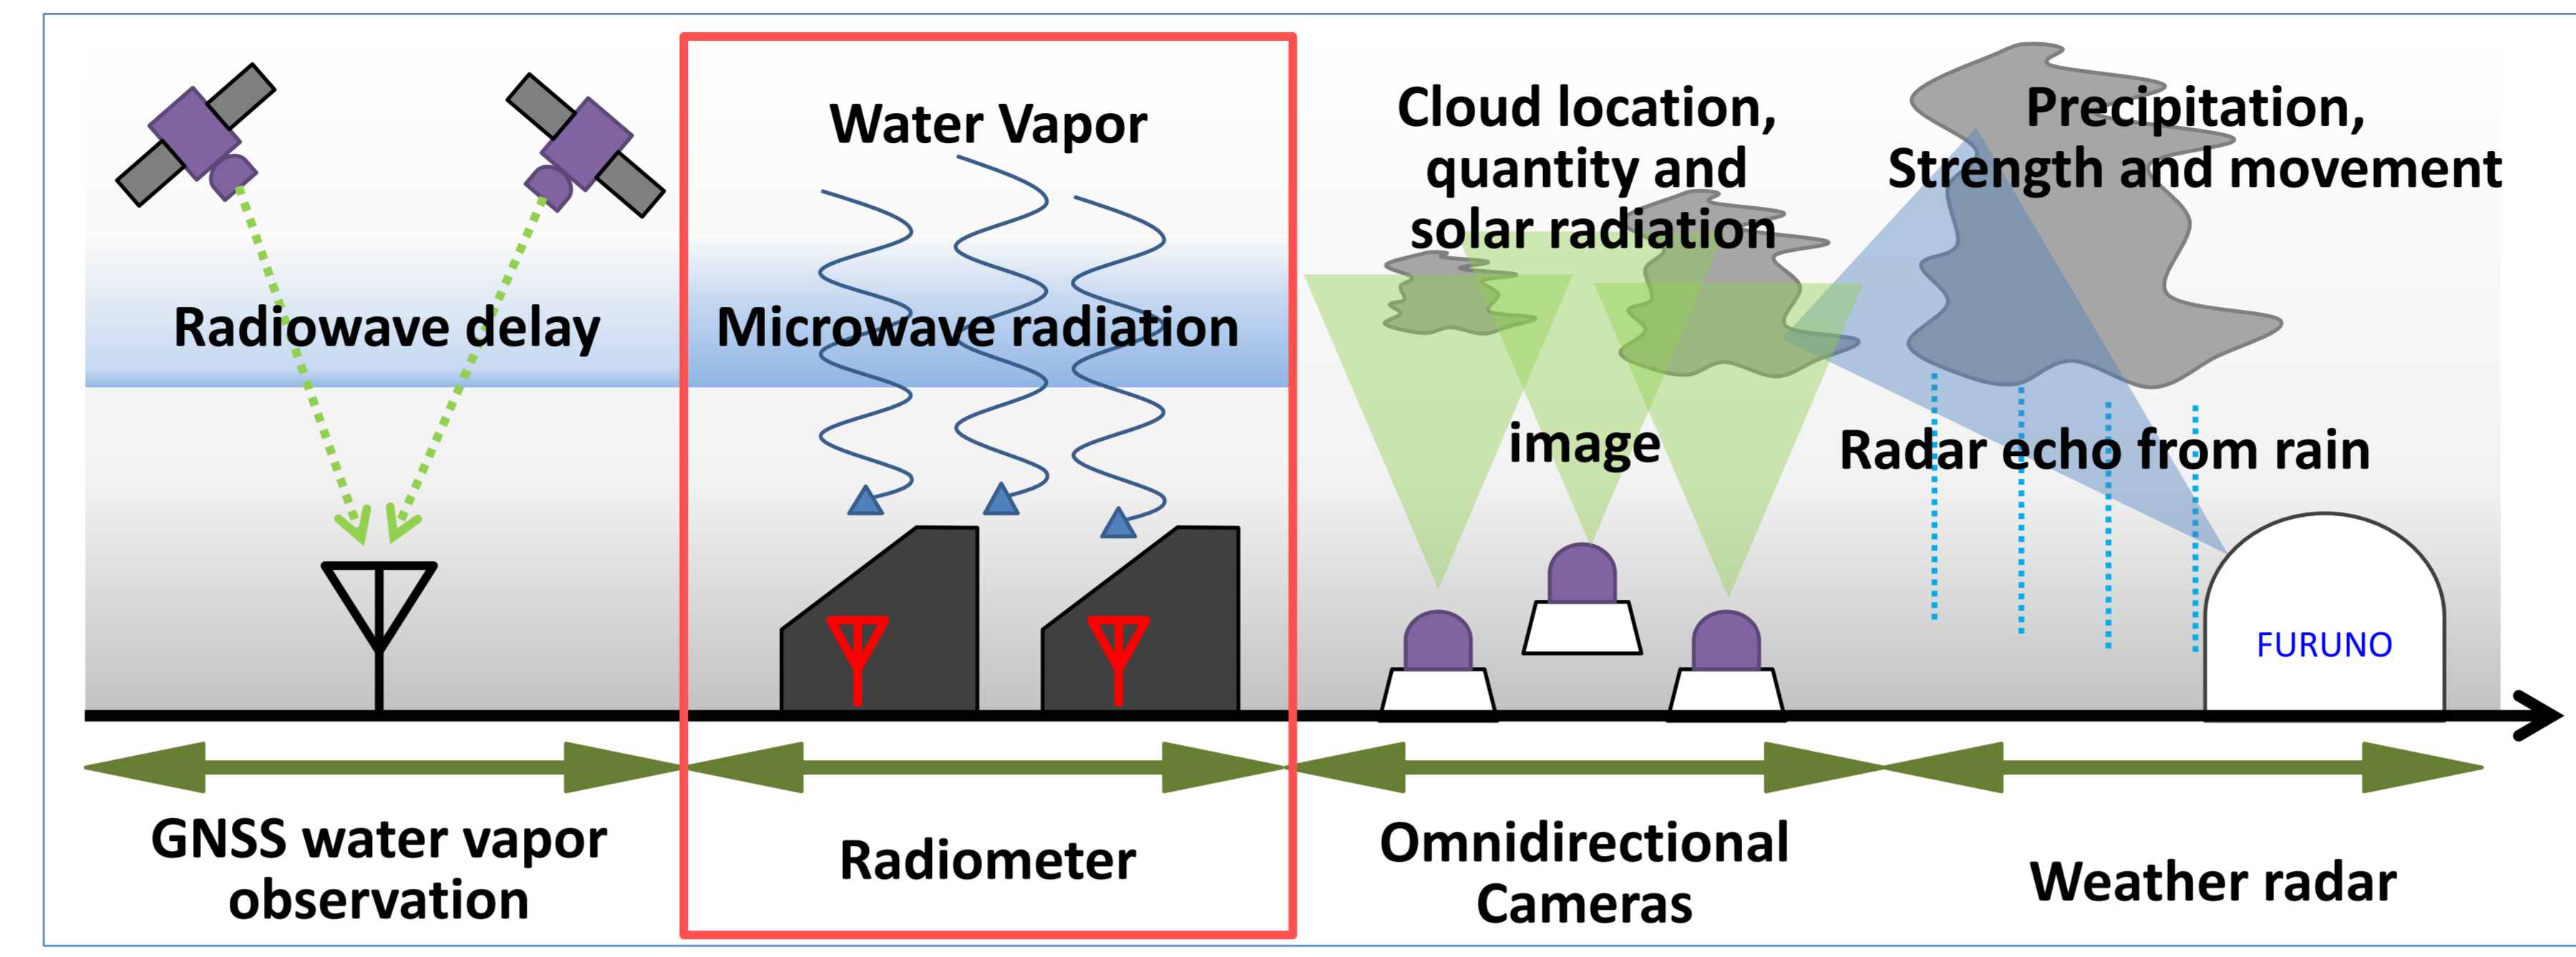 Radiowave delay
GNSS water vapor
observation
Water Vapor
Microwave radiation
Radiometer
Cloud location,
quantity and
solar radiation
image
Omnidirectional
Cameras
Precipitation,
Strength and movement
Radar echo from rain
FURUNO
Weather radar